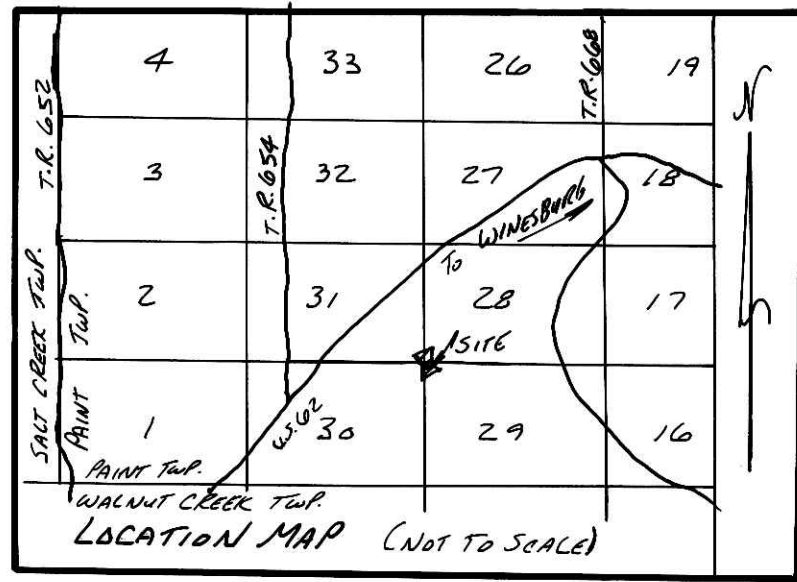 4 33 26 19
T.R. 652
T.R. 668
N
3 32 27 18
T.R. 654
TO WINESBURG
2 31 28 17
SALT CREEK TWP.
PAINT TWP.
SITE
1 30 29 16
U.S. 62
S
PAINT TWP.
WALNUT CREEK TWP.
LOCATION MAP (NOT TO SCALE)